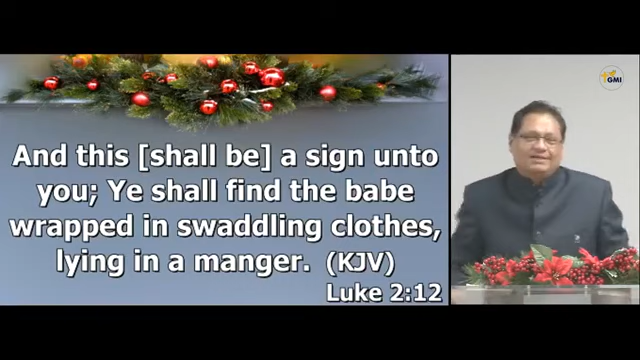 And this [shall be] a sign unto
you; Ye shall find the babe
wrapped in swaddling clothes,
lying in a manger. (KJV)
Luke 2:12
GMI